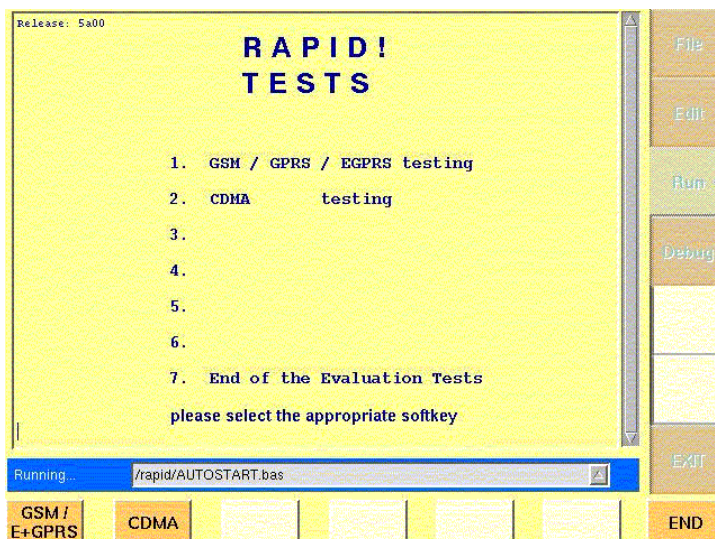 Release: 5a00
RAPID!
TESTS
1. GSM / GPRS / EGPRS testing
2. CDMA testing
3.
4.
5.
6.
7. End of the Evaluation Tests
please select the appropriate softkey
File
Edit
Run
Debug
EXIT
Running... /rapid/AUTOSTART.bas
GSM /
E+GPRS
CDMA
END